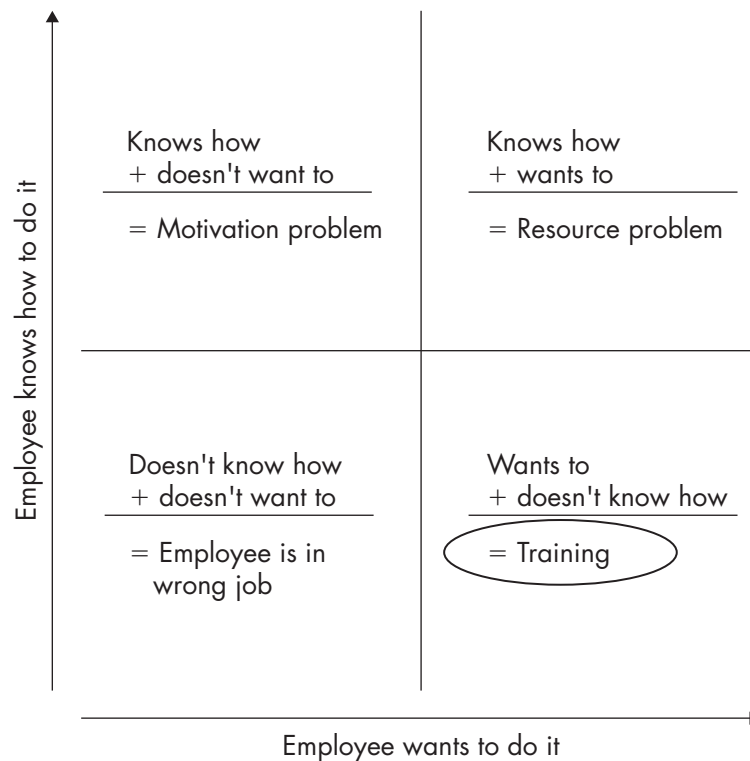 Employee knows how to do it
Knows how
+ doesn't want to
= Motivation problem
Knows how
+ wants to
= Resource problem
Doesn't know how
+ doesn't want to
= Employee is in
wrong job
Wants to
+ doesn't know how
= Training
Employee wants to do it